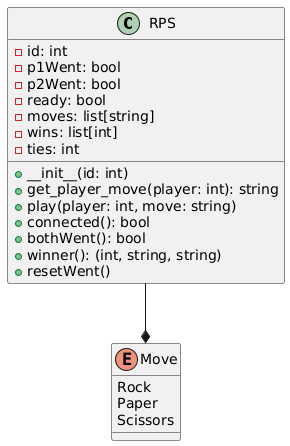 C RPS
id: int
p1Went: bool
p2Went: bool
ready: bool
moves: list[string]
wins: list[int]
ties: int
__init__(id: int)
get_player_move(player: int): string
play(player: int, move: string)
connected(): bool
bothWent(): bool
winner(): (int, string, string)
resetWent()
E Move
Rock
Paper
Scissors